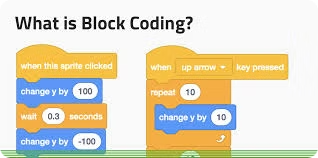 What is Block Coding?
when this sprite clicked
change y by 100
wait 0.3 seconds
change y by -100
when up arrow key pressed
repeat 10
change y by 10